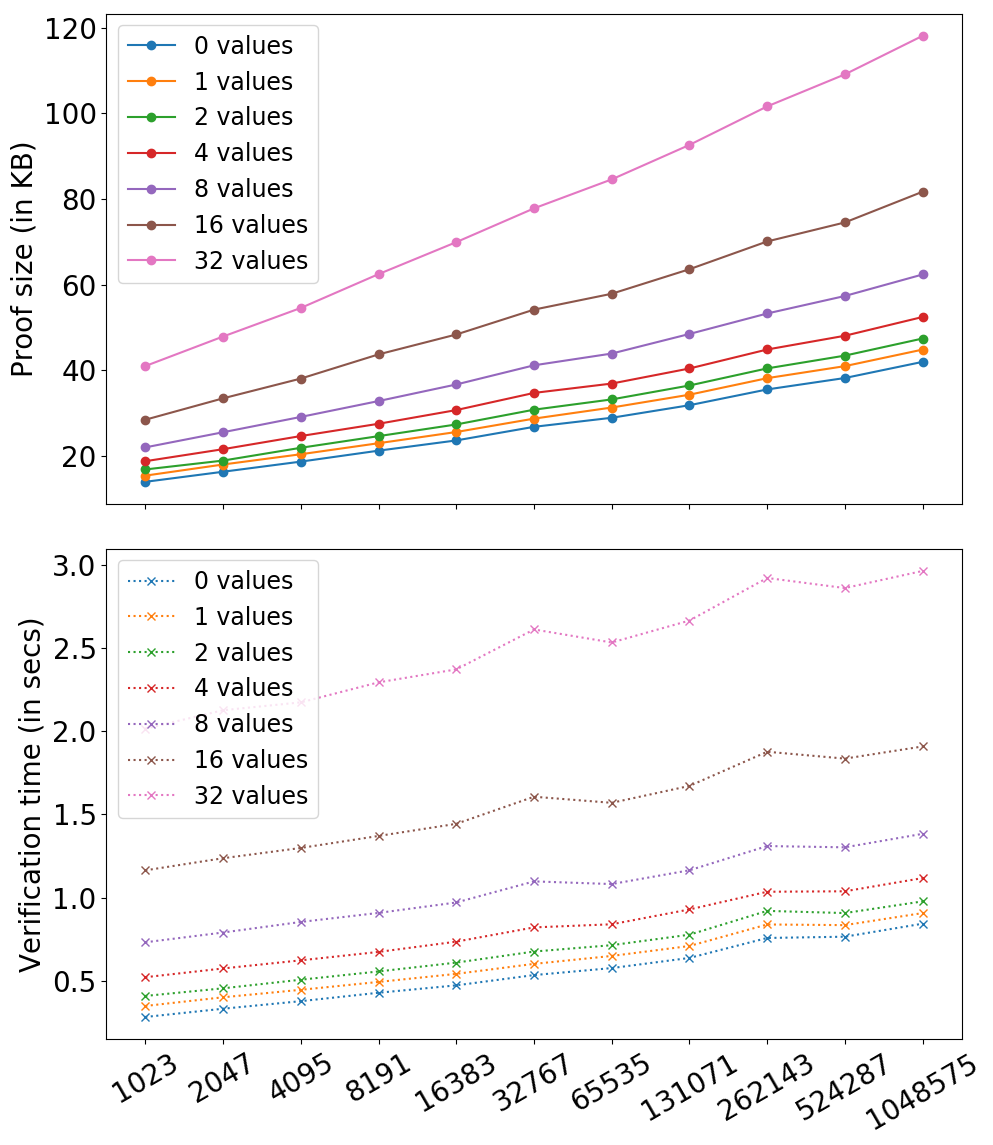 120
100
80
60
40
20
Proof size (in KB)
0 values
1 values
2 values
4 values
8 values
16 values
32 values
3.0
2.5
2.0
1.5
1.0
0.5
Verification time (in secs)
0 values
1 values
2 values
4 values
8 values
16 values
32 values
1023
2047
4095
8191
16383
32767
65535
131071
262143
524287
1048575